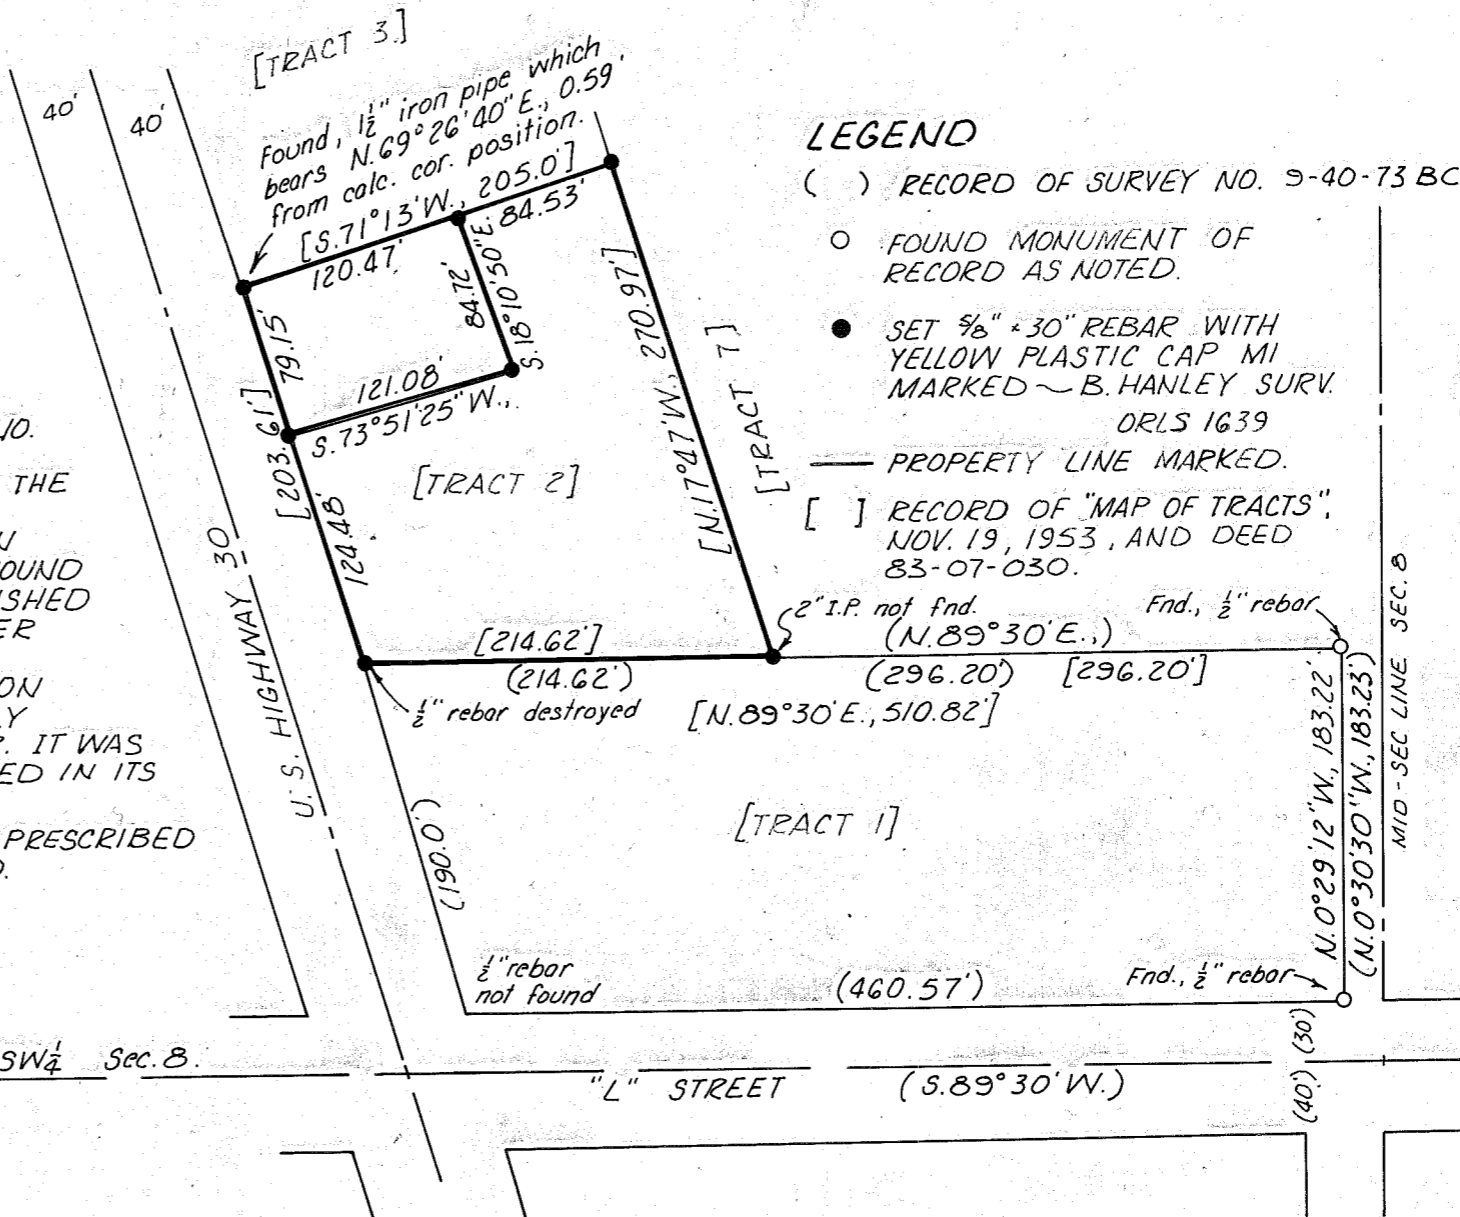 [TRACT 3.]
40'
40'
Found, 1½" iron pipe which
bears N.69°26'40"E., 0.59'
from calc. cor. position.
[S.71°13'W., 205.0']
120.47'
84.53'
79.15'
84.72'
S.18°10'50"E.
121.08'
S.73°51'25"W.,
[203.61']
124.48'
[TRACT 2]
[N.17°47'W., 270.97']
[TRACT 7]
LEGEND
( ) RECORD OF SURVEY NO. 9-40-73 BC
FOUND MONUMENT OF
RECORD AS NOTED.
SET ⅝" x 30" REBAR WITH
YELLOW PLASTIC CAP MI
MARKED ~ B. HANLEY SURV.
ORLS 1639
PROPERTY LINE MARKED.
[ ] RECORD OF "MAP OF TRACTS",
NOV. 19, 1953, AND DEED
83-07-030.
NO.
THE
N
OUND
ISHED
ER
ON
Y
. IT WAS
ED IN ITS
PRESCRIBED
D.
U.S. HIGHWAY 30
2" I.P. not fnd.
Fnd., ½" rebar
(N.89°30'E.,)
[214.62']
(214.62')
(296.20')
[296.20']
½" rebar destroyed
[N.89°30'E.,510.82']
N.0°29'12"W., 183.22'
(N.0°30'30"W., 183.23')
MID-SEC LINE SEC. 8
[TRACT 1]
(190.0')
½" rebar
not found
(460.57')
Fnd., ½" rebar
(30')
(40')
SW¼ Sec. 8.
"L" STREET
(S.89°30'W.)